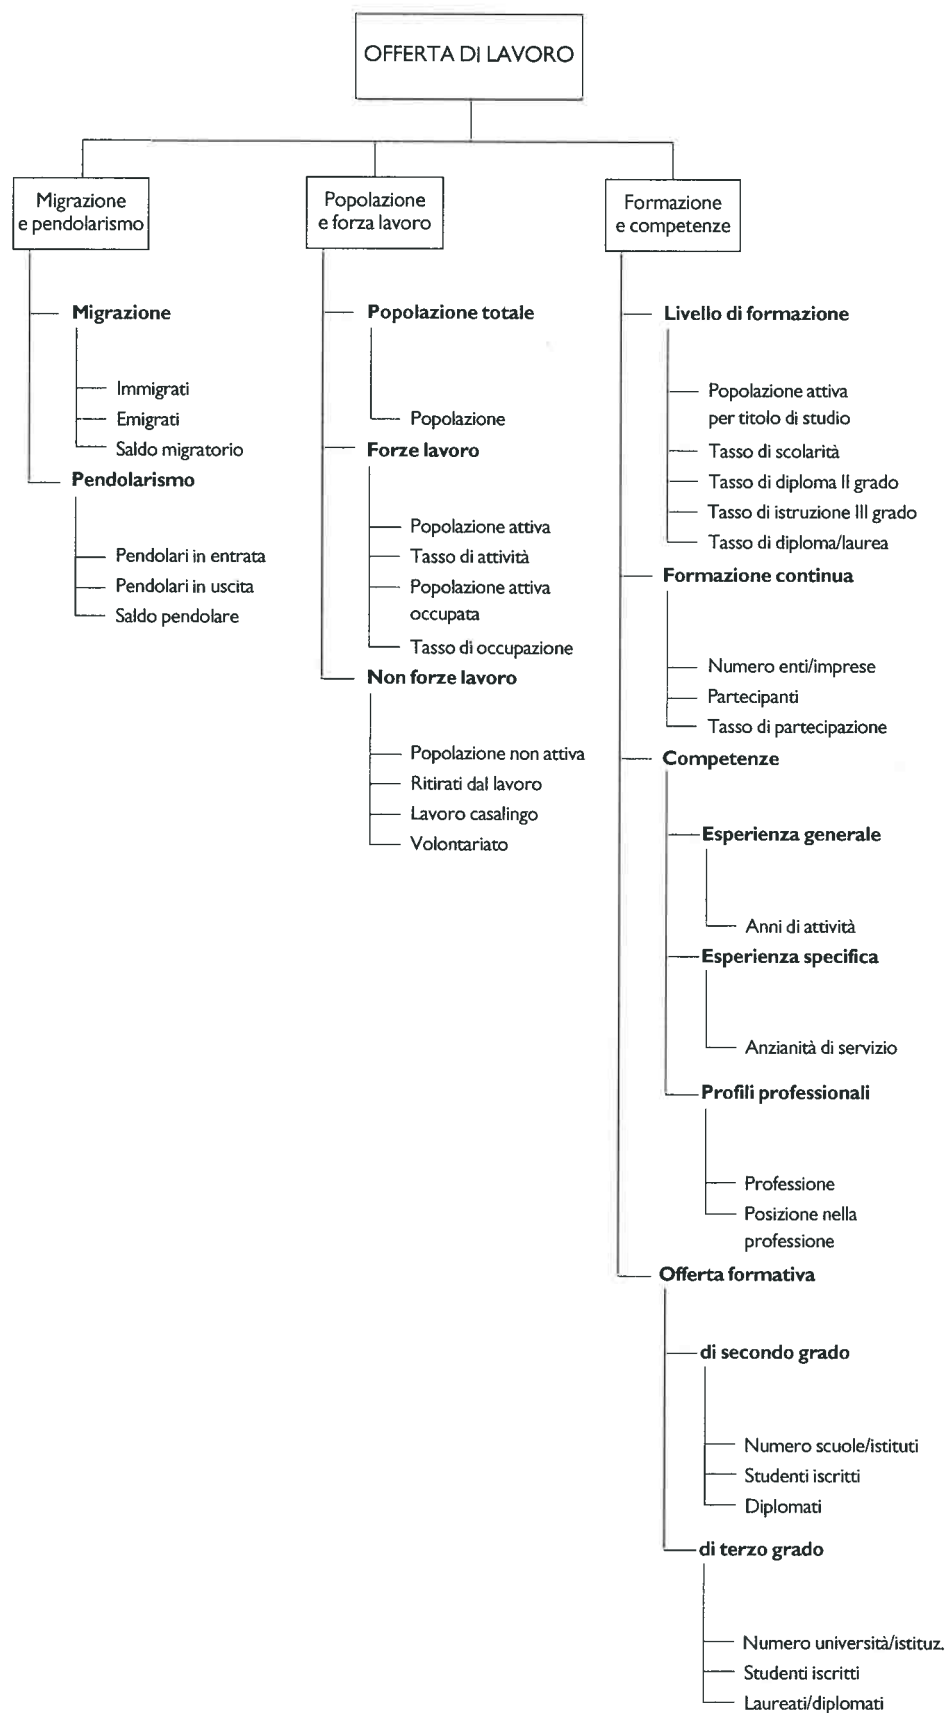 OFFERTA DI LAVORO
Migrazione
e pendolarismo
Migrazione
Immigrati
Emigrati
Saldo migratorio
Pendolarismo
Pendolari in entrata
Pendolari in uscita
Saldo pendolare
Popolazione
e forza lavoro
Popolazione totale
Popolazione
Forze lavoro
Popolazione attiva
Tasso di attività
Popolazione attiva
occupata
Tasso di occupazione
Non forze lavoro
Popolazione non attiva
Ritirati dal lavoro
Lavoro casalingo
Volontariato
Formazione
e competenze
Livello di formazione
Popolazione attiva
per titolo di studio
Tasso di scolarità
Tasso di diploma II grado
Tasso di istruzione III grado
Tasso di diploma/laurea
Formazione continua
Numero enti/imprese
Partecipanti
Tasso di partecipazione
Competenze
Esperienza generale
Anni di attività
Esperienza specifica
Anzianità di servizio
Profili professionali
Professione
Posizione nella
professione
Offerta formativa
di secondo grado
Numero scuole/istituti
Studenti iscritti
Diplomati
di terzo grado
Numero università/istituz.
Studenti iscritti
Laureati/diplomati